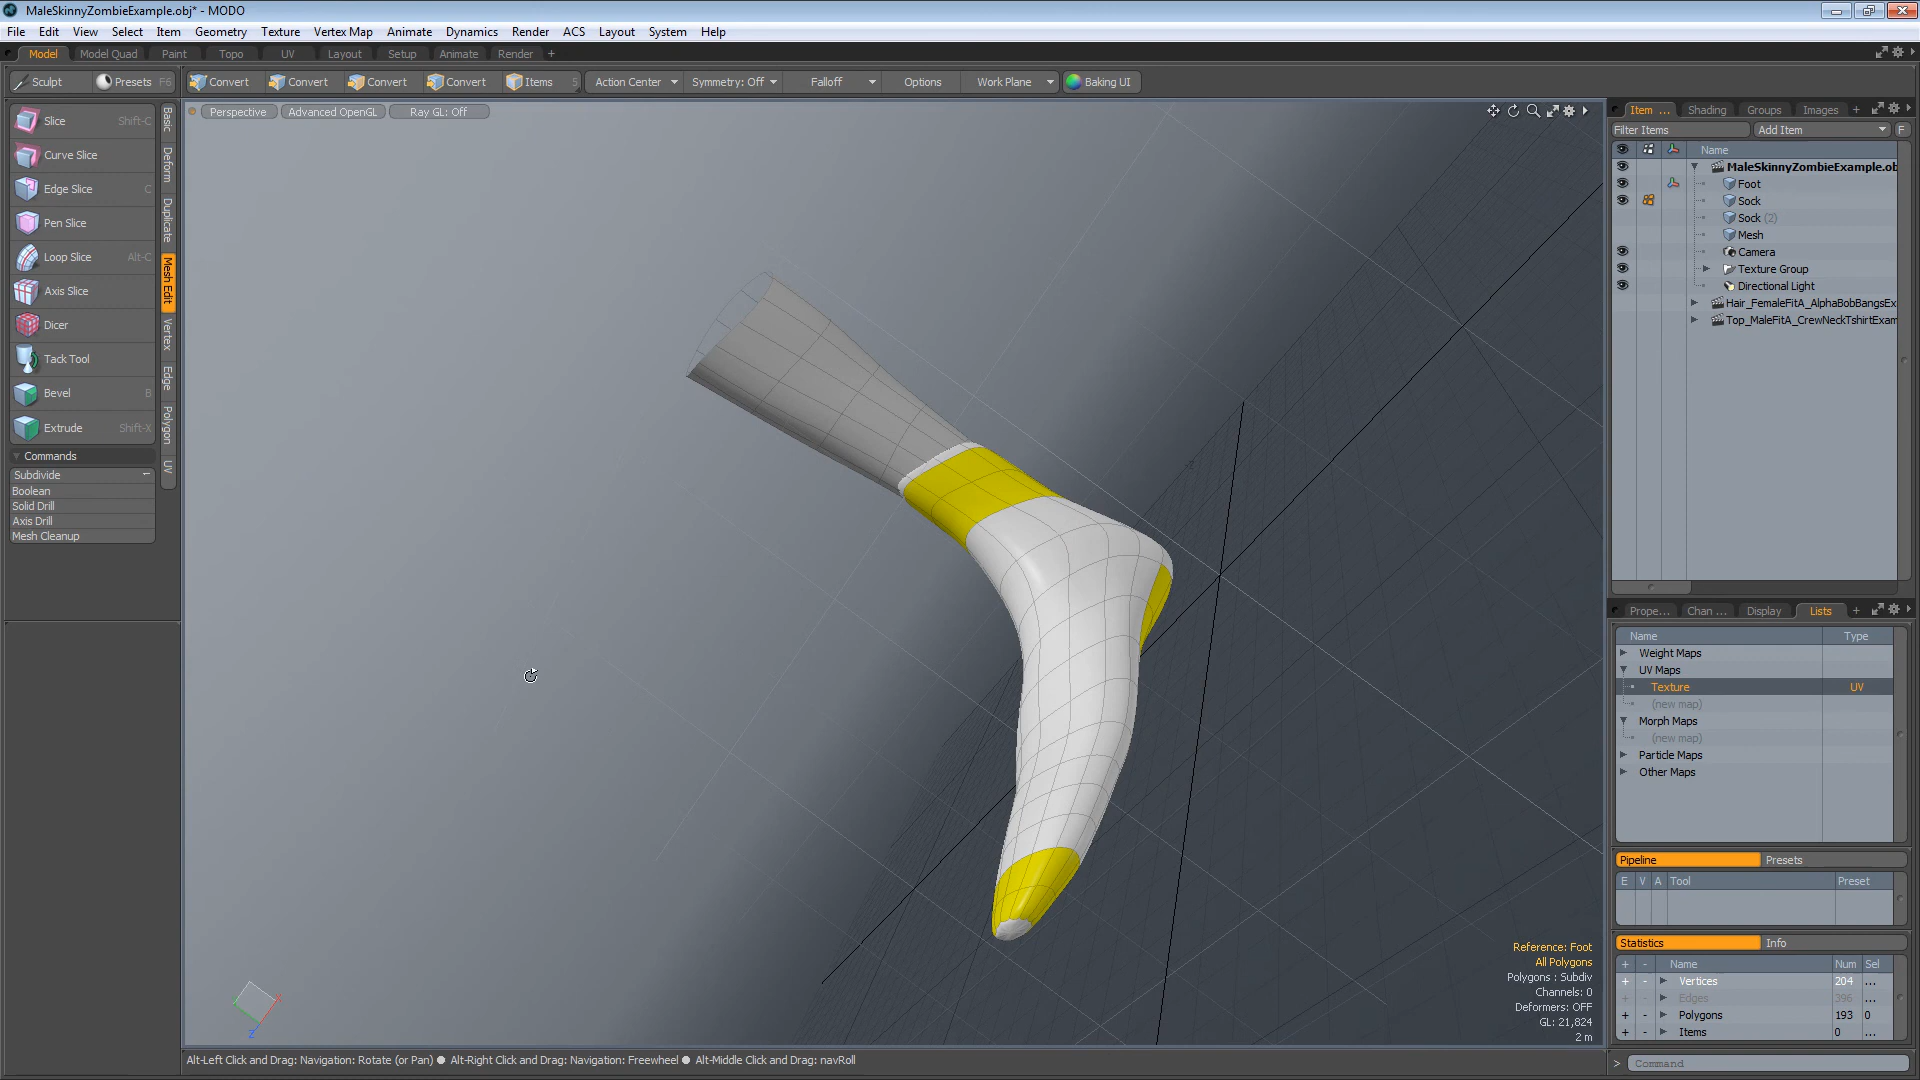 MaleSkinnyZombieExample.obj* - MODO
File Edit View Select Item Geometry Texture Vertex Map Animate Dynamics Render ACS Layout System Help
Model Model Quad Paint Topo UV Layout Setup Animate Render +
Sculpt Presets F6 Convert Convert Convert Convert Items S Action Center Symmetry: Off Falloff Options Work Plane Baking UI
Perspective Advanced OpenGL Ray GL: Off
Slice Shift-C
Curve Slice
Edge Slice C
Pen Slice
Loop Slice Alt-C
Axis Slice
Dicer
Tack Tool
Bevel B
Extrude Shift-X
Commands
Subdivide
Boolean
Solid Drill
Axis Drill
Mesh Cleanup
Basic
Deform
Duplicate
Mesh Edit
Vertex
Edge
Polygon
UV
Item ... Shading Groups Images +
Filter Items Add Item F
Name
MaleSkinnyZombieExample.ob
Foot
Sock
Sock (2)
Mesh
Camera
Texture Group
Directional Light
Hair_FemaleFitA_AlphaBobBangsEx
Top_MaleFitA_CrewNeckTshirtExam
Prope... Chan ... Display Lists +
Name Type
Weight Maps
UV Maps
Texture UV
(new map)
Morph Maps
(new map)
Particle Maps
Other Maps
Pipeline Presets
E V A Tool Preset
Statistics Info
+ - Name Num Sel
+ - Vertices 204 ...
+ - Edges 396 ...
+ - Polygons 193 0
+ - Items 0 ...
Reference: Foot
All Polygons
Polygons : Subdiv
Channels: 0
Deformers: OFF
GL: 21,824
2 m
X
Z
Alt-Left Click and Drag: Navigation: Rotate (or Pan) ● Alt-Right Click and Drag: Navigation: Freewheel ● Alt-Middle Click and Drag: navRoll
> Command